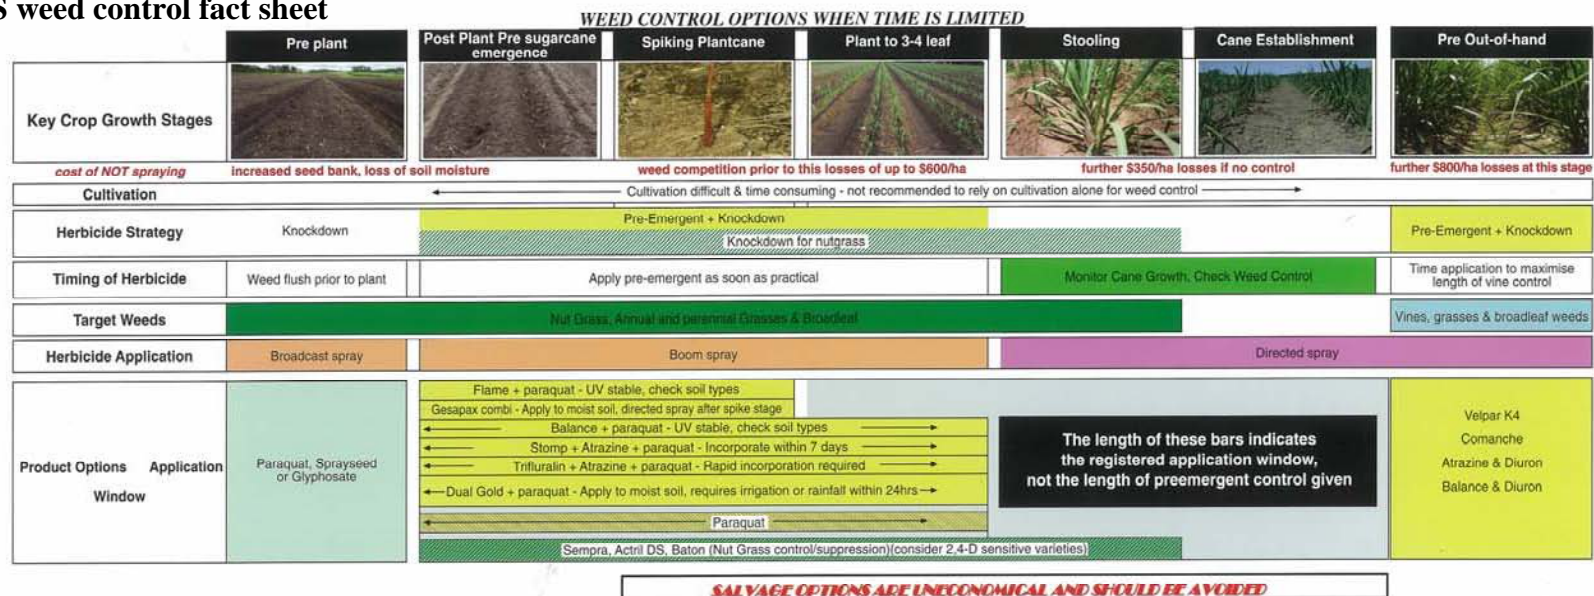 S weed control fact sheet
WEED CONTROL OPTIONS WHEN TIME IS LIMITED
Pre plant
Post Plant Pre sugarcane
emergence
Spiking Plantcane
Plant to 3-4 leaf
Stooling
Cane Establishment
Pre Out-of-hand
Key Crop Growth Stages
cost of NOT spraying
increased seed bank, loss of soil moisture
weed competition prior to this losses of up to $600/ha
further $350/ha losses if no control
further $800/ha losses at this stage
Cultivation
Cultivation difficult & time consuming - not recommended to rely on cultivation alone for weed control
Herbicide Strategy
Knockdown
Pre-Emergent + Knockdown
Knockdown for nutgrass
Pre-Emergent + Knockdown
Timing of Herbicide
Weed flush prior to plant
Apply pre-emergent as soon as practical
Monitor Cane Growth, Check Weed Control
Time application to maximise
length of vine control
Target Weeds
Nut Grass, Annual and perennial Grasses & Broadleaf
Vines, grasses & broadleaf weeds
Herbicide Application
Broadcast spray
Boom spray
Directed spray
Product Options Application
Window
Paraquat, Sprayseed
or Glyphosate
Flame + paraquat - UV stable, check soil types
Gesapax combi - Apply to moist soil, directed spray after spike stage
Balance + paraquat - UV stable, check soil types
Stomp + Atrazine + paraquat - Incorporate within 7 days
Trifluralin + Atrazine + paraquat - Rapid incorporation required
Dual Gold + paraquat - Apply to moist soil, requires irrigation or rainfall within 24hrs
Paraquat
Sempra, Actril DS, Baton (Nut Grass control/suppression)(consider 2,4-D sensitive varieties)
The length of these bars indicates
the registered application window,
not the length of preemergent control given
Velpar K4
Comanche
Atrazine & Diuron
Balance & Diuron
SALVAGE OPTIONS ARE UNECONOMICAL AND SHOULD BE AVOIDED